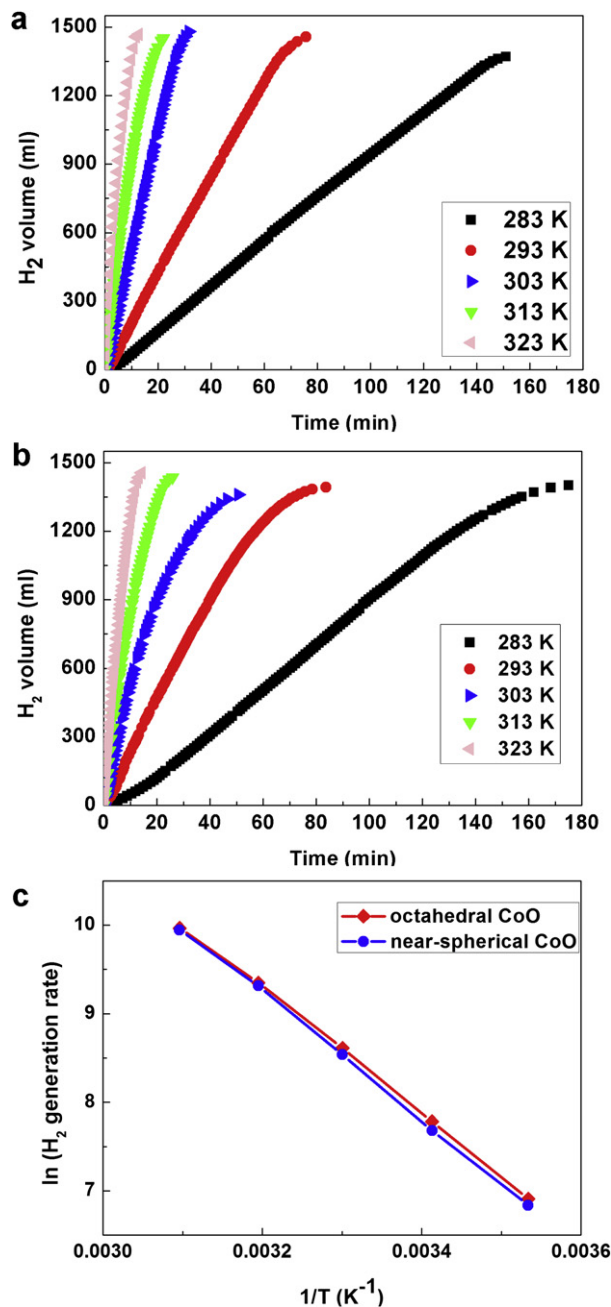 a
1500
1200
900
600
300
0
H2 volume (ml)
283 K
293 K
303 K
313 K
323 K
0 20 40 60 80 100 120 140 160 180
Time (min)
b
1500
1200
900
600
300
0
H2 volume (ml)
283 K
293 K
303 K
313 K
323 K
0 20 40 60 80 100 120 140 160 180
Time (min)
c
10
9
8
7
ln (H2 generation rate)
octahedral CoO
near-spherical CoO
0.0030 0.0032 0.0034 0.0036
1/T (K-1)